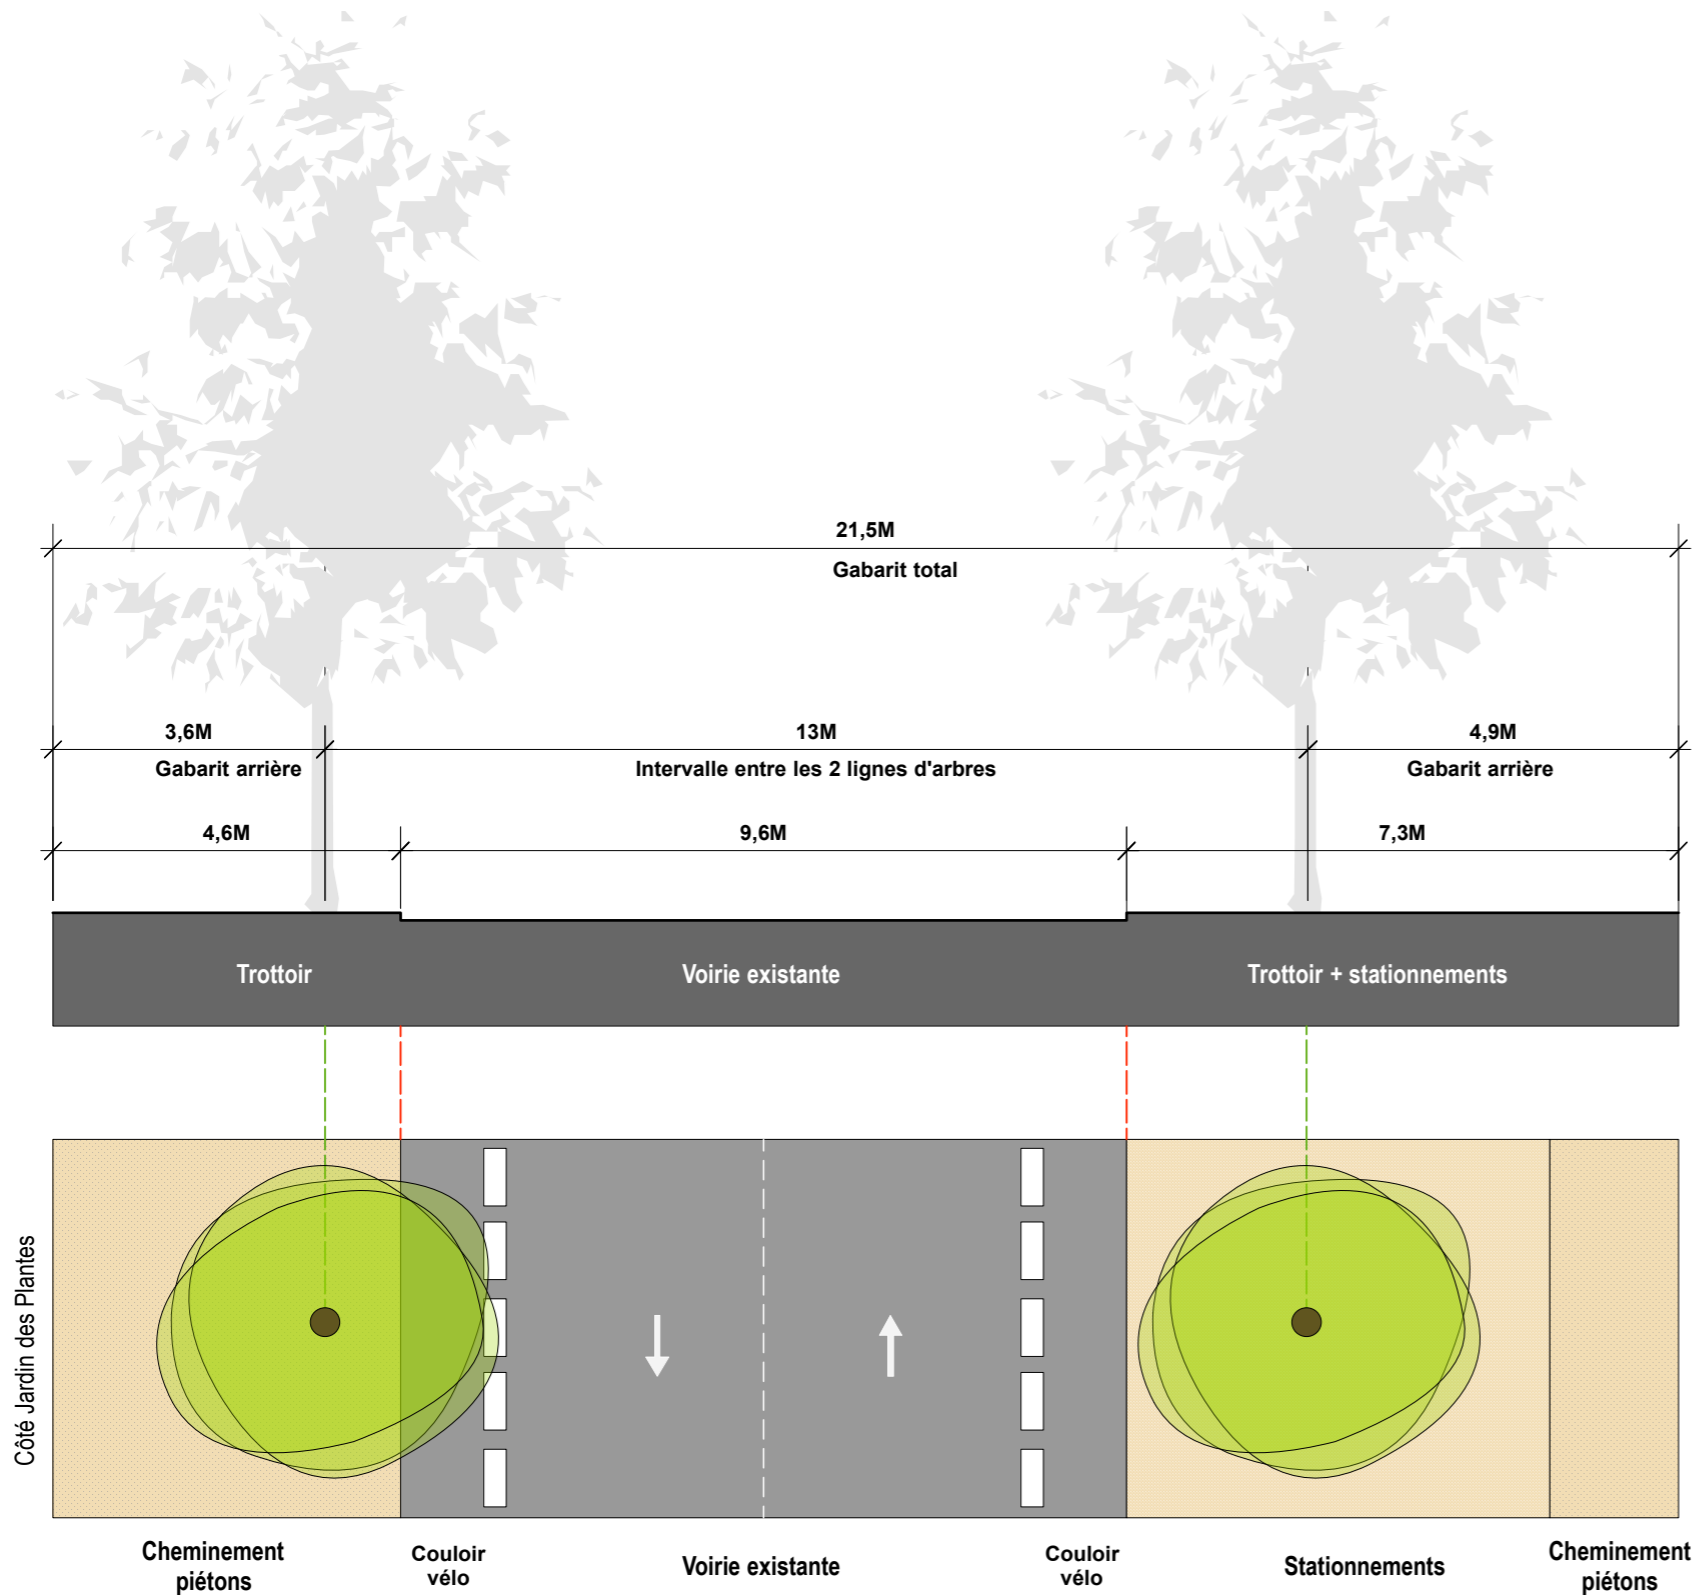 21,5M
Gabarit total
3,6M
13M
4,9M
Gabarit arrière
Intervalle entre les 2 lignes d'arbres
Gabarit arrière
4,6M
9,6M
7,3M
Trottoir
Voirie existante
Trottoir + stationnements
Côté Jardin des Plantes
Cheminement
piétons
Couloir
vélo
Voirie existante
Couloir
vélo
Stationnements
Cheminement
piétons